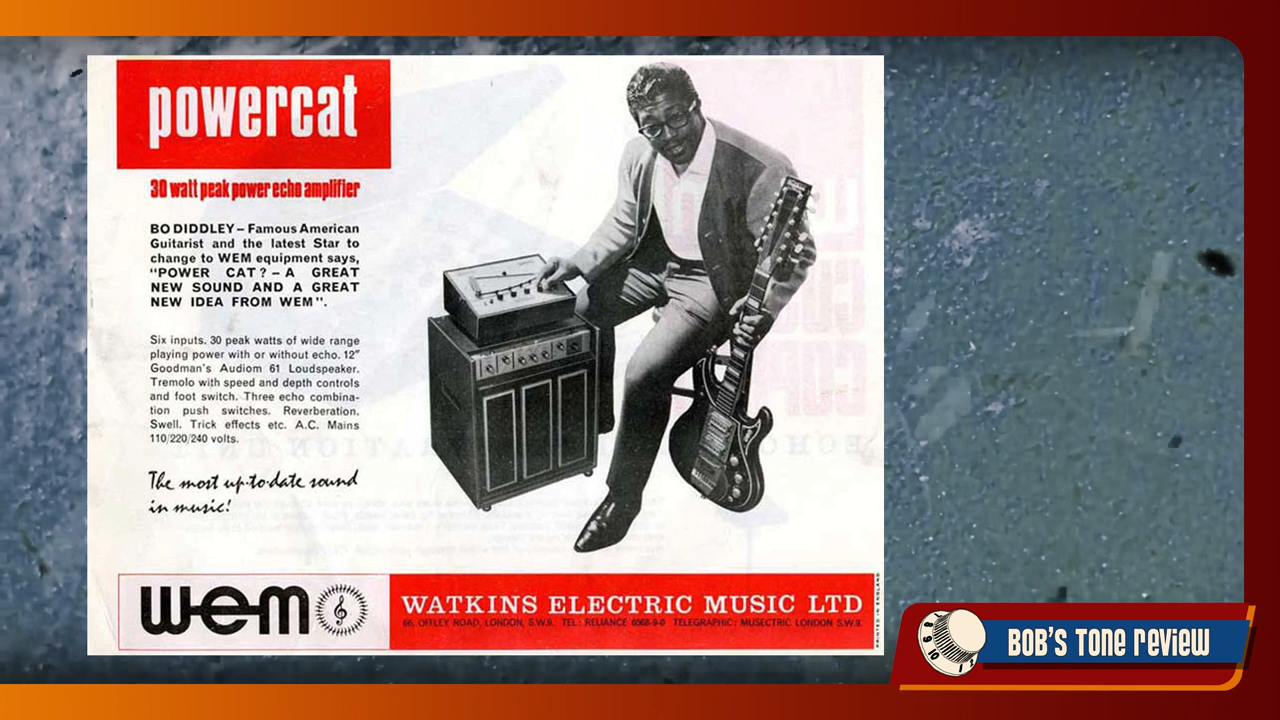 powercat
30 watt peak power echo amplifier
BO DIDDLEY – Famous American
Guitarist and the latest Star to
change to WEM equipment says,
"POWER CAT? – A GREAT
NEW SOUND AND A GREAT
NEW IDEA FROM WEM".
Six inputs. 30 peak watts of wide range
playing power with or without echo. 12"
Goodman's Audiom 61 Loudspeaker.
Tremolo with speed and depth controls
and foot switch. Three echo combina-
tion push switches. Reverberation.
Swell. Trick effects etc. A.C. Mains
110/220/240 volts.
The most up-to-date sound
in music!
wem
WATKINS ELECTRIC MUSIC LTD
66, OFFLEY ROAD, LONDON, S.W.9. TEL: RELIANCE 6568-9-0 TELEGRAPHIC: MUSECTRIC LONDON S.W.9.
PRINTED IN ENGLAND
8 9 10 1 2
BOB'S TONE REVIEW